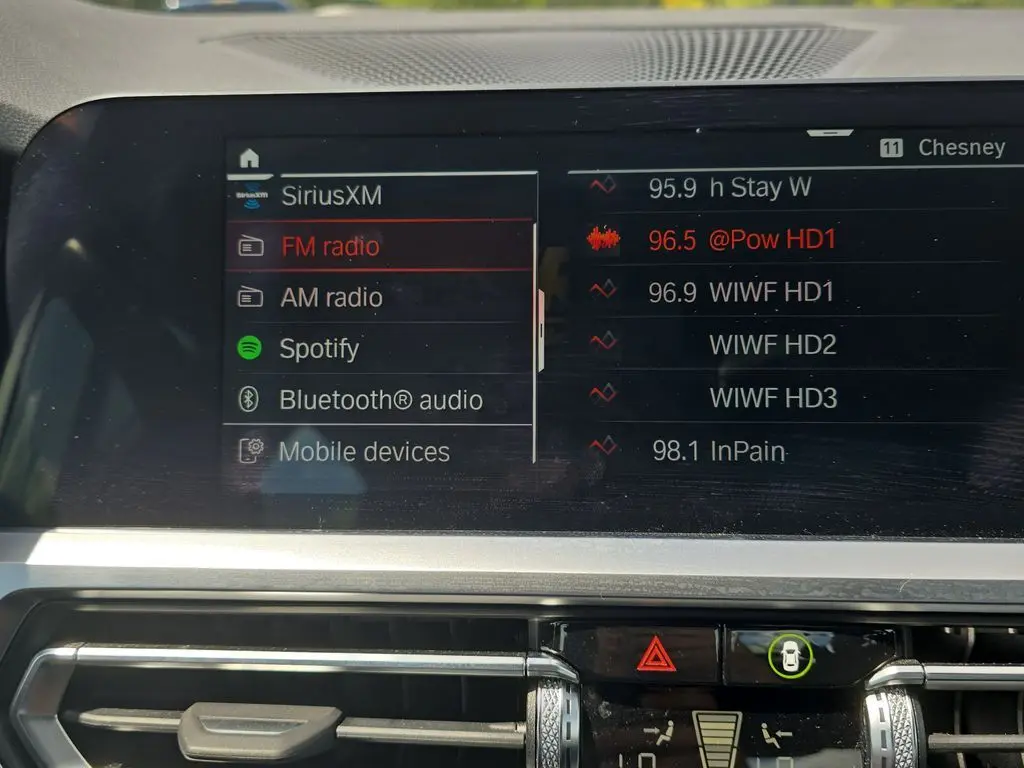 11 Chesney
SiriusXM SiriusXM
FM radio
AM radio
Spotify
Bluetooth® audio
Mobile devices
95.9 h Stay W
96.5 @Pow HD1
96.9 WIWF HD1
WIWF HD2
WIWF HD3
98.1 InPain